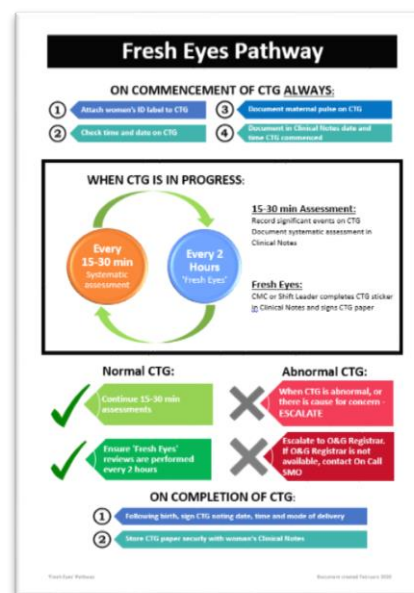 Fresh Eyes Pathway
ON COMMENCEMENT OF CTG ALWAYS:
1 Attach women's ID label to CTG
2 Check time and date on CTG
3 Document maternal pulse on CTG
4 Document in Clinical Notes date and
time CTG commenced
WHEN CTG IS IN PROGRESS:
Every
15-30 min
Systematic
assessment
Every 2
Hours
'Fresh Eyes'
15-30 min Assessment:
Record significant events on CTG
Document systematic assessment in
Clinical Notes
Fresh Eyes:
CMC or Shift Leader completes CTG sticker
in Clinical Notes and signs CTG paper
Normal CTG:
Continue 15-30 min
assessments
Ensure 'Fresh Eyes'
reviews are performed
every 2 hours
Abnormal CTG:
When CTG is abnormal, or
there is cause for concern -
ESCALATE
Escalate to O&G Registrar.
If O&G Registrar is not
available, contact On Call
SMO
ON COMPLETION OF CTG:
1 Following birth, sign CTG noting date, time and mode of delivery
2 Store CTG paper securly with women's Clinical Notes
Fresh Eyes Pathway
Document created February